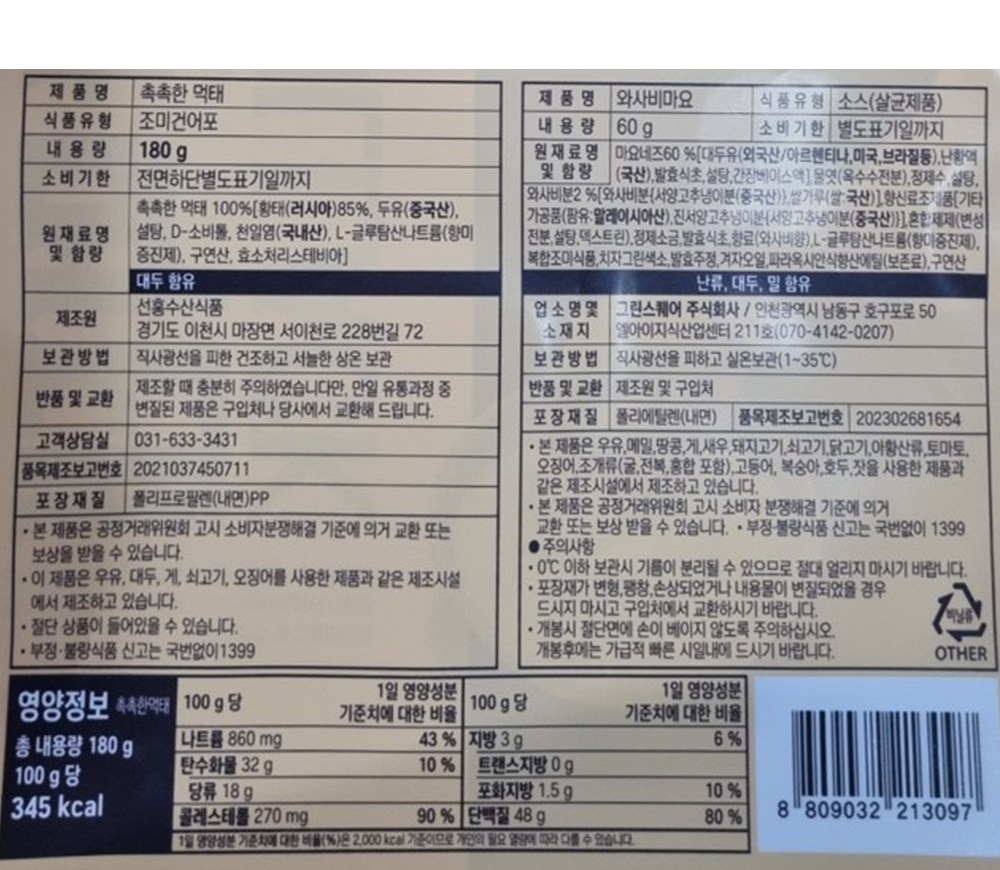 제품명 촉촉한 먹태
식품유형 조미건어포
내용량 180 g
소비기한 전면하단별도표기일까지
원재료명 및 함량
촉촉한 먹태 100%[황태(러시아)85%, 두유(중국산),
설탕, D-소비톨, 천일염(국내산), L-글루탐산나트륨(향미
증진제), 구연산, 효소처리스테비아]
대두 함유
제조원 선홍수산식품
경기도 이천시 마장면 서이천로 228번길 72
보관방법 직사광선을 피한 건조하고 서늘한 상온 보관
반품 및 교환 제조할 때 충분히 주의하였습니다만, 만일 유통과정 중
변질된 제품은 구입처나 당사에서 교환해 드립니다.
고객상담실 031-633-3431
품목제조보고번호 2021037450711
포장재질 폴리프로필렌(내면)PP
• 본 제품은 공정거래위원회 고시 소비자분쟁해결 기준에 의거 교환 또는
보상을 받을 수 있습니다.
• 이 제품은 우유, 대두, 게, 쇠고기, 오징어를 사용한 제품과 같은 제조시설
에서 제조하고 있습니다.
• 절단 상품이 들어있을 수 있습니다.
• 부정·불량식품 신고는 국번없이1399
제품명 와사비마요 식품유형 소스(살균제품)
내용량 60 g 소비기한 별도표기일까지
원재료명 및 함량
마요네즈60 %[대두유(외국산/아르헨티나,미국,브라질등),난황액
(국산),발효식초,설탕,간장베이스액],물엿(옥수수전분),정제수,설탕,
와사비분2 %[와사비분{서양고추냉이분(중국산)},쌀가루(쌀:국산)],향신료조제품[기타
가공품(팜유:말레이시아산),진서양고추냉이분{서양고추냉이분(중국산)}],혼합제제(변성
전분,설탕,덱스트린),정제소금,발효식초,향료(와사비향),L-글루탐산나트륨(향미증진제),
복합조미식품,치자그린색소,발효주정,겨자오일,파라옥시안식향산에틸(보존료),구연산
난류, 대두, 밀 함유
업소명 및 소재지 그린스퀘어 주식회사 / 인천광역시 남동구 호구포로 50
엘아이지식산업센터 211호(070-4142-0207)
보관방법 직사광선을 피하고 실온보관(1~35℃)
반품 및 교환 제조원 및 구입처
포장재질 폴리에틸렌(내면) 품목제조보고번호 202302681654
• 본 제품은 우유,메밀,땅콩,게,새우,돼지고기,쇠고기,닭고기,아황산류,토마토,
오징어,조개류(굴,전복,홍합 포함),고등어, 복숭아,호두,잣을 사용한 제품과
같은 제조시설에서 제조하고 있습니다.
• 본 제품은 공정거래위원회 고시 소비자 분쟁해결 기준에 의거
교환 또는 보상 받을 수 있습니다. • 부정·불량식품 신고는 국번없이 1399
● 주의사항
• 0℃ 이하 보관시 기름이 분리될 수 있으므로 절대 얼리지 마시기 바랍니다.
• 포장재가 변형,팽창,손상되었거나 내용물이 변질되었을 경우
드시지 마시고 구입처에서 교환하시기 바랍니다.
• 개봉시 절단면에 손이 베이지 않도록 주의하십시오.
개봉후에는 가급적 빠른 시일내에 드시기 바랍니다.
비닐류
OTHER
영양정보 촉촉한먹태
총 내용량 180 g
100 g 당
345 kcal
100 g 당 1일 영양성분 기준치에 대한 비율 100 g 당 1일 영양성분 기준치에 대한 비율
나트륨 860 mg 43 % 지방 3 g 6 %
탄수화물 32 g 10 % 트랜스지방 0 g
당류 18 g 포화지방 1.5 g 10 %
콜레스테롤 270 mg 90 % 단백질 48 g 80 %
1일 영양성분 기준치에 대한 비율(%)은 2,000 kcal 기준이므로 개인의 필요 열량에 따라 다를 수 있습니다.
8 809032 213097